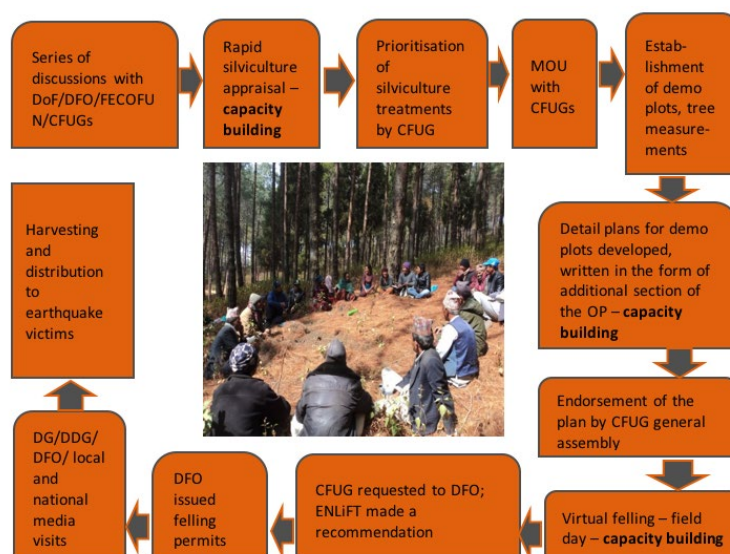 Series of
discussions with
DoF/DFO/FECOFU
N/CFUGs
Rapid
silviculture
appraisal –
capacity
building
Prioritisation
of
silviculture
treatments
by CFUG
MOU
with
CFUGs
Estab-
lishment
of demo
plots, tree
measure-
ments
Detail plans for demo
plots developed,
written in the form of
additional section of
the OP – capacity
building
Endorsement of the
plan by CFUG general
assembly
Virtual felling – field
day – capacity building
CFUG requested to DFO;
ENLiFT made a
recommendation
DFO
issued
felling
permits
DG/DDG/
DFO/ local
and
national
media
visits
Harvesting
and
distribution
to
earthquake
victims